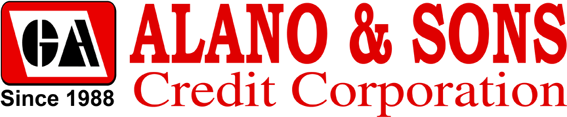 GA
Since 1988
ALANO & SONS
Credit Corporation